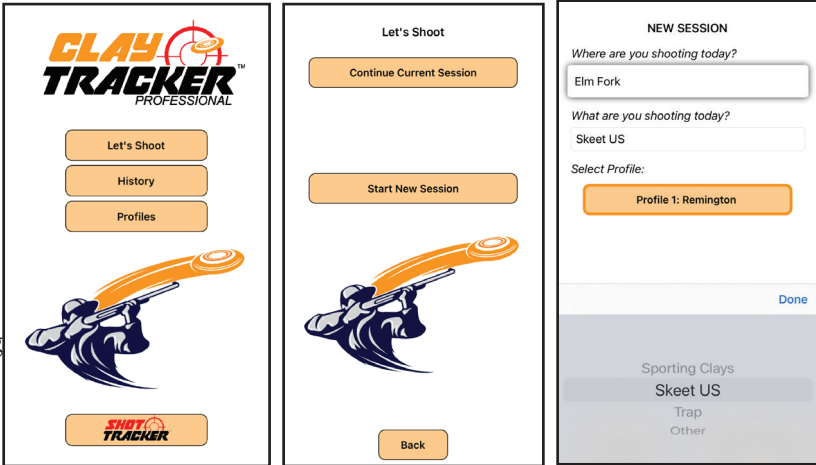 CLAY
TRACKER™
PROFESSIONAL
Let's Shoot
History
Profiles
SHOT
TRACKER
Let's Shoot
Continue Current Session
Start New Session
Back
NEW SESSION
Where are you shooting today?
Elm Fork
What are you shooting today?
Skeet US
Select Profile:
Profile 1: Remington
Done
Sporting Clays
Skeet US
Trap
Other